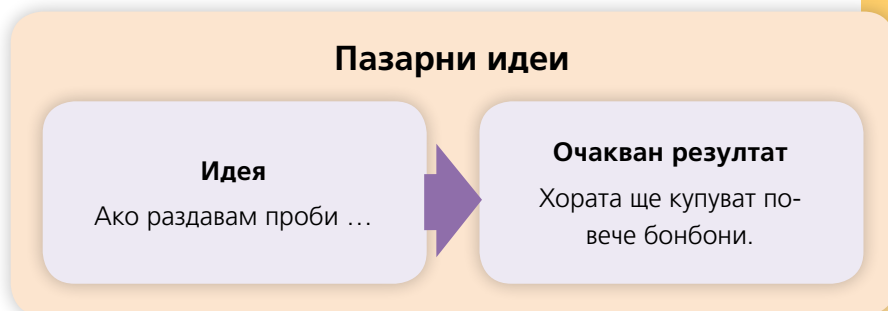 Пазарни идеи
Идея
Ако раздавам проби …
Очакван резултат
Хората ще купуват по-
вече бонбони.